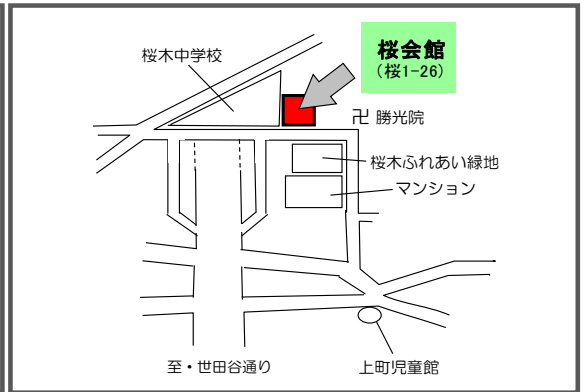 桜木中学校
桜会館
（桜1-26）
卍 勝光院
桜木ふれあい緑地
マンション
至・世田谷通り
上町児童館